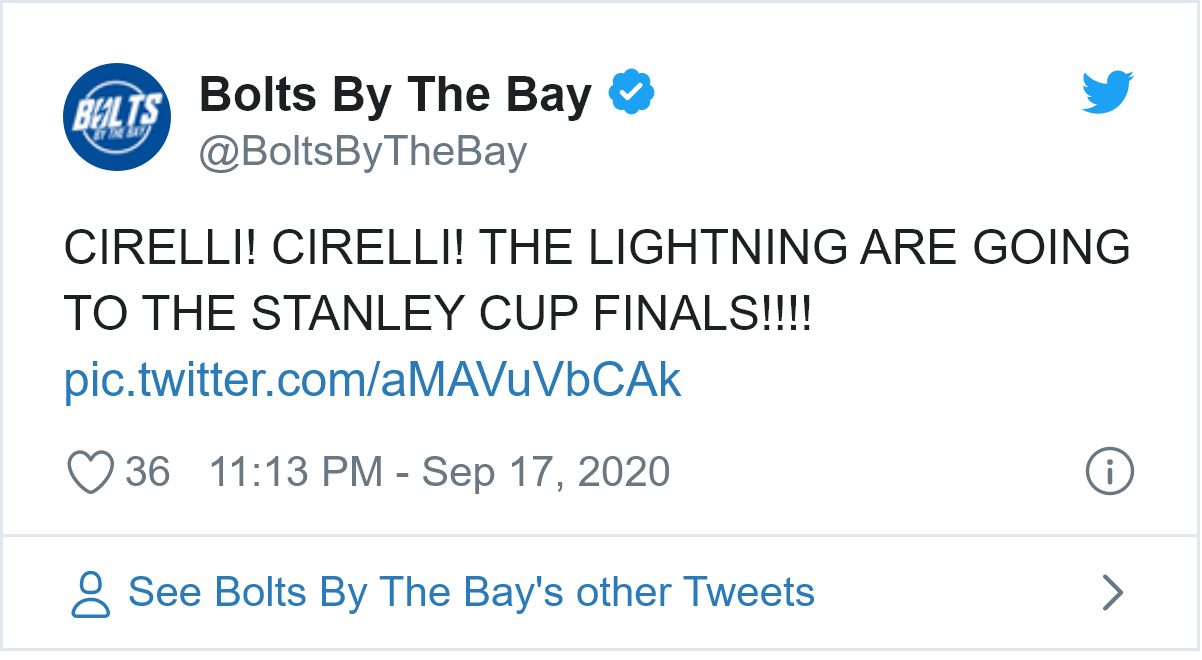 BOLTS
BY THE BAY
Bolts By The Bay
@BoltsByTheBay
CIRELLI! CIRELLI! THE LIGHTNING ARE GOING
TO THE STANLEY CUP FINALS!!!!
pic.twitter.com/aMAVuVbCAk
36 11:13 PM - Sep 17, 2020
See Bolts By The Bay's other Tweets